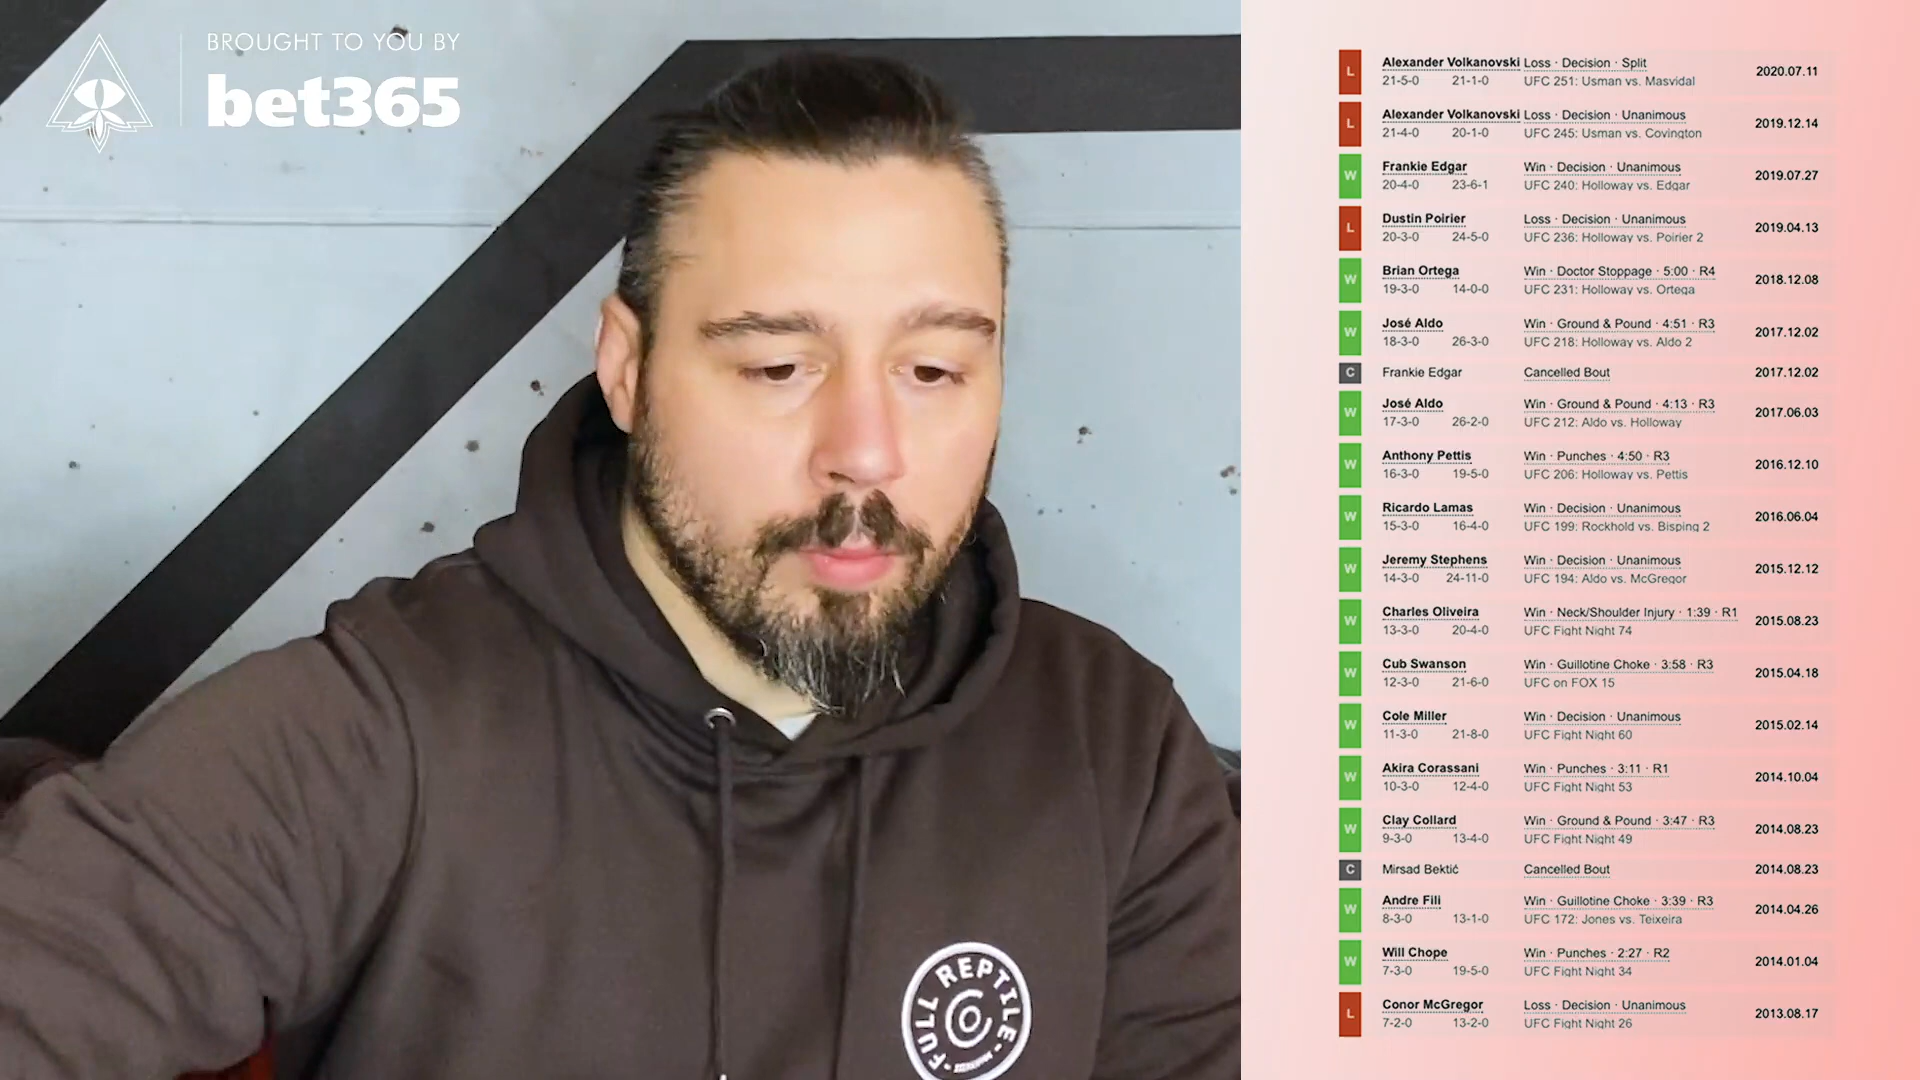 BROUGHT TO YOU BY
bet365
FULL REPTILE
L
Alexander Volkanovski Loss · Decision · Split
21-5-0 21-1-0 UFC 251: Usman vs. Masvidal
2020.07.11
L
Alexander Volkanovski Loss · Decision · Unanimous
21-4-0 20-1-0 UFC 245: Usman vs. Covington
2019.12.14
W
Frankie Edgar Win · Decision · Unanimous
20-4-0 23-6-1 UFC 240: Holloway vs. Edgar
2019.07.27
L
Dustin Poirier Loss · Decision · Unanimous
20-3-0 24-5-0 UFC 236: Holloway vs. Poirier 2
2019.04.13
W
Brian Ortega Win · Doctor Stoppage · 5:00 · R4
19-3-0 14-0-0 UFC 231: Holloway vs. Ortega
2018.12.08
W
José Aldo Win · Ground & Pound · 4:51 · R3
18-3-0 26-3-0 UFC 218: Holloway vs. Aldo 2
2017.12.02
C Frankie Edgar Cancelled Bout 2017.12.02
W
José Aldo Win · Ground & Pound · 4:13 · R3
17-3-0 26-2-0 UFC 212: Aldo vs. Holloway
2017.06.03
W
Anthony Pettis Win · Punches · 4:50 · R3
16-3-0 19-5-0 UFC 206: Holloway vs. Pettis
2016.12.10
W
Ricardo Lamas Win · Decision · Unanimous
15-3-0 16-4-0 UFC 199: Rockhold vs. Bisping 2
2016.06.04
W
Jeremy Stephens Win · Decision · Unanimous
14-3-0 24-11-0 UFC 194: Aldo vs. McGregor
2015.12.12
W
Charles Oliveira Win · Neck/Shoulder Injury · 1:39 · R1
13-3-0 20-4-0 UFC Fight Night 74
2015.08.23
W
Cub Swanson Win · Guillotine Choke · 3:58 · R3
12-3-0 21-6-0 UFC on FOX 15
2015.04.18
W
Cole Miller Win · Decision · Unanimous
11-3-0 21-8-0 UFC Fight Night 60
2015.02.14
W
Akira Corassani Win · Punches · 3:11 · R1
10-3-0 12-4-0 UFC Fight Night 53
2014.10.04
W
Clay Collard Win · Ground & Pound · 3:47 · R3
9-3-0 13-4-0 UFC Fight Night 49
2014.08.23
C Mirsad Bektić Cancelled Bout 2014.08.23
W
Andre Fili Win · Guillotine Choke · 3:39 · R3
8-3-0 13-1-0 UFC 172: Jones vs. Teixeira
2014.04.26
W
Will Chope Win · Punches · 2:27 · R2
7-3-0 19-5-0 UFC Fight Night 34
2014.01.04
L
Conor McGregor Loss · Decision · Unanimous
7-2-0 13-2-0 UFC Fight Night 26
2013.08.17